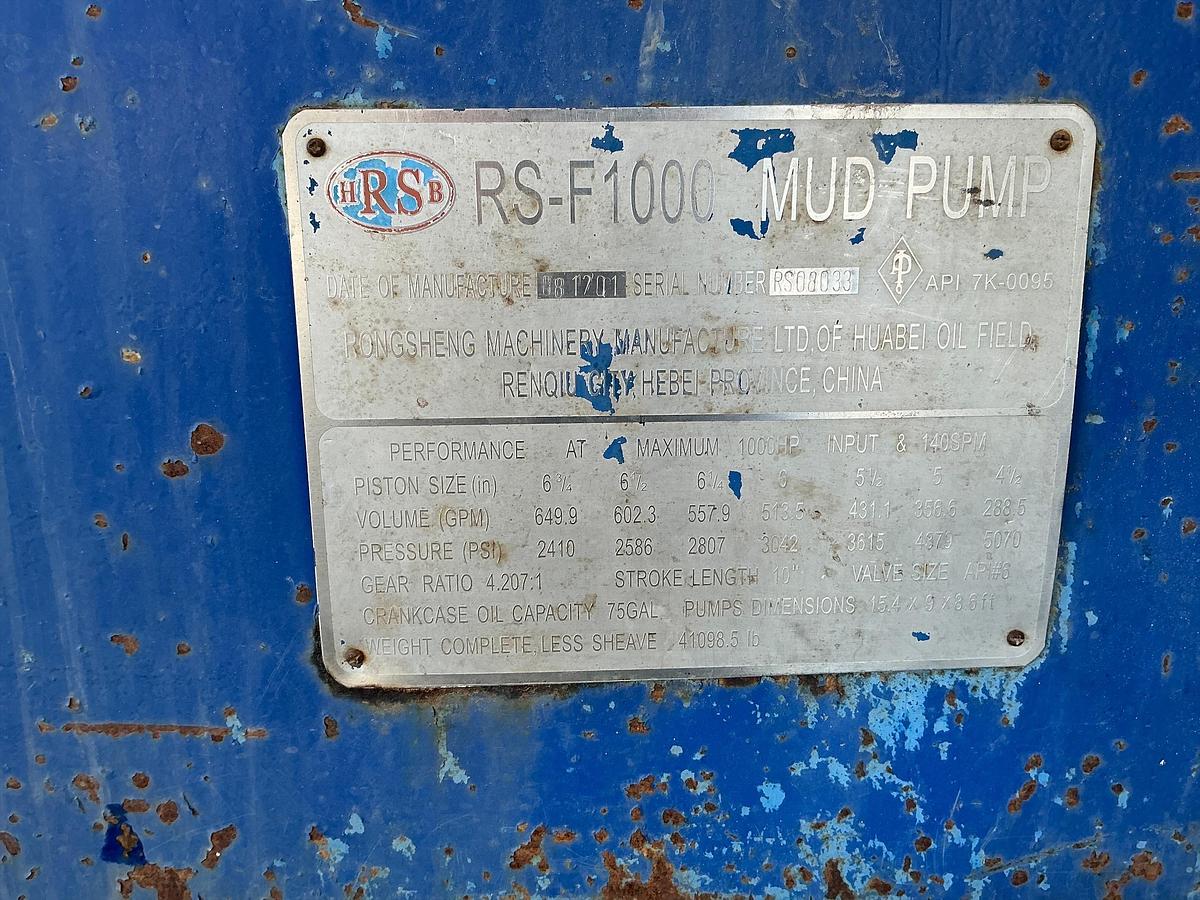 HRSB RS-F1000 MUD PUMP
DATE OF MANUFACTURE 08 1201 SERIAL NUMBER RS08033 API 7K-0095
RONGSHENG MACHINERY MANUFACTURE LTD,OF HUABEI OIL FIELD
RENQIU CITY, HEBEI PROVINCE, CHINA
PERFORMANCE AT MAXIMUM 1000HP INPUT & 140SPM
PISTON SIZE (in) 6 3/4 6 1/2 6 1/4 6 5 1/2 5 4 1/2
VOLUME (GPM) 649.9 602.3 557.9 513.5 431.1 356.6 288.5
PRESSURE (PSI) 2410 2586 2807 3042 3615 4379 5070
GEAR RATIO 4.207:1 STROKE LENGTH 10" VALVE SIZE API#6
CRANKCASE OIL CAPACITY 75GAL PUMPS DIMENSIONS 15.4 x 9 x 8.6ft
WEIGHT COMPLETE, LESS SHEAVE 41098.5 lb